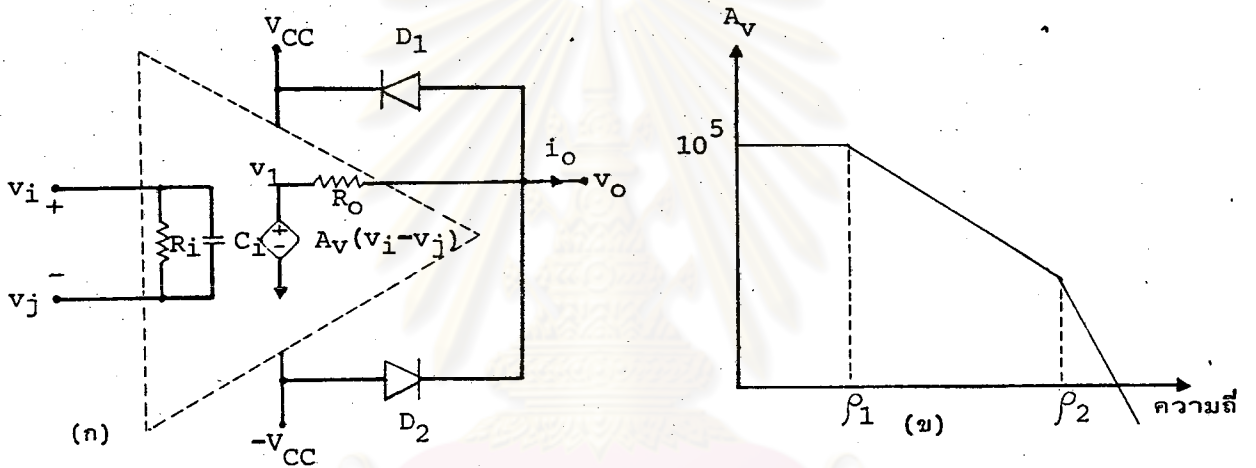 V_CC
D_1
A_v
10^5
i_o
v_i +
v_1
R_o
v_o
R_i
C_i
A_v(v_i-v_j)
-
v_j
D_2
-V_CC
(ก)
ρ_1
(ข)
ρ_2
ความถี่